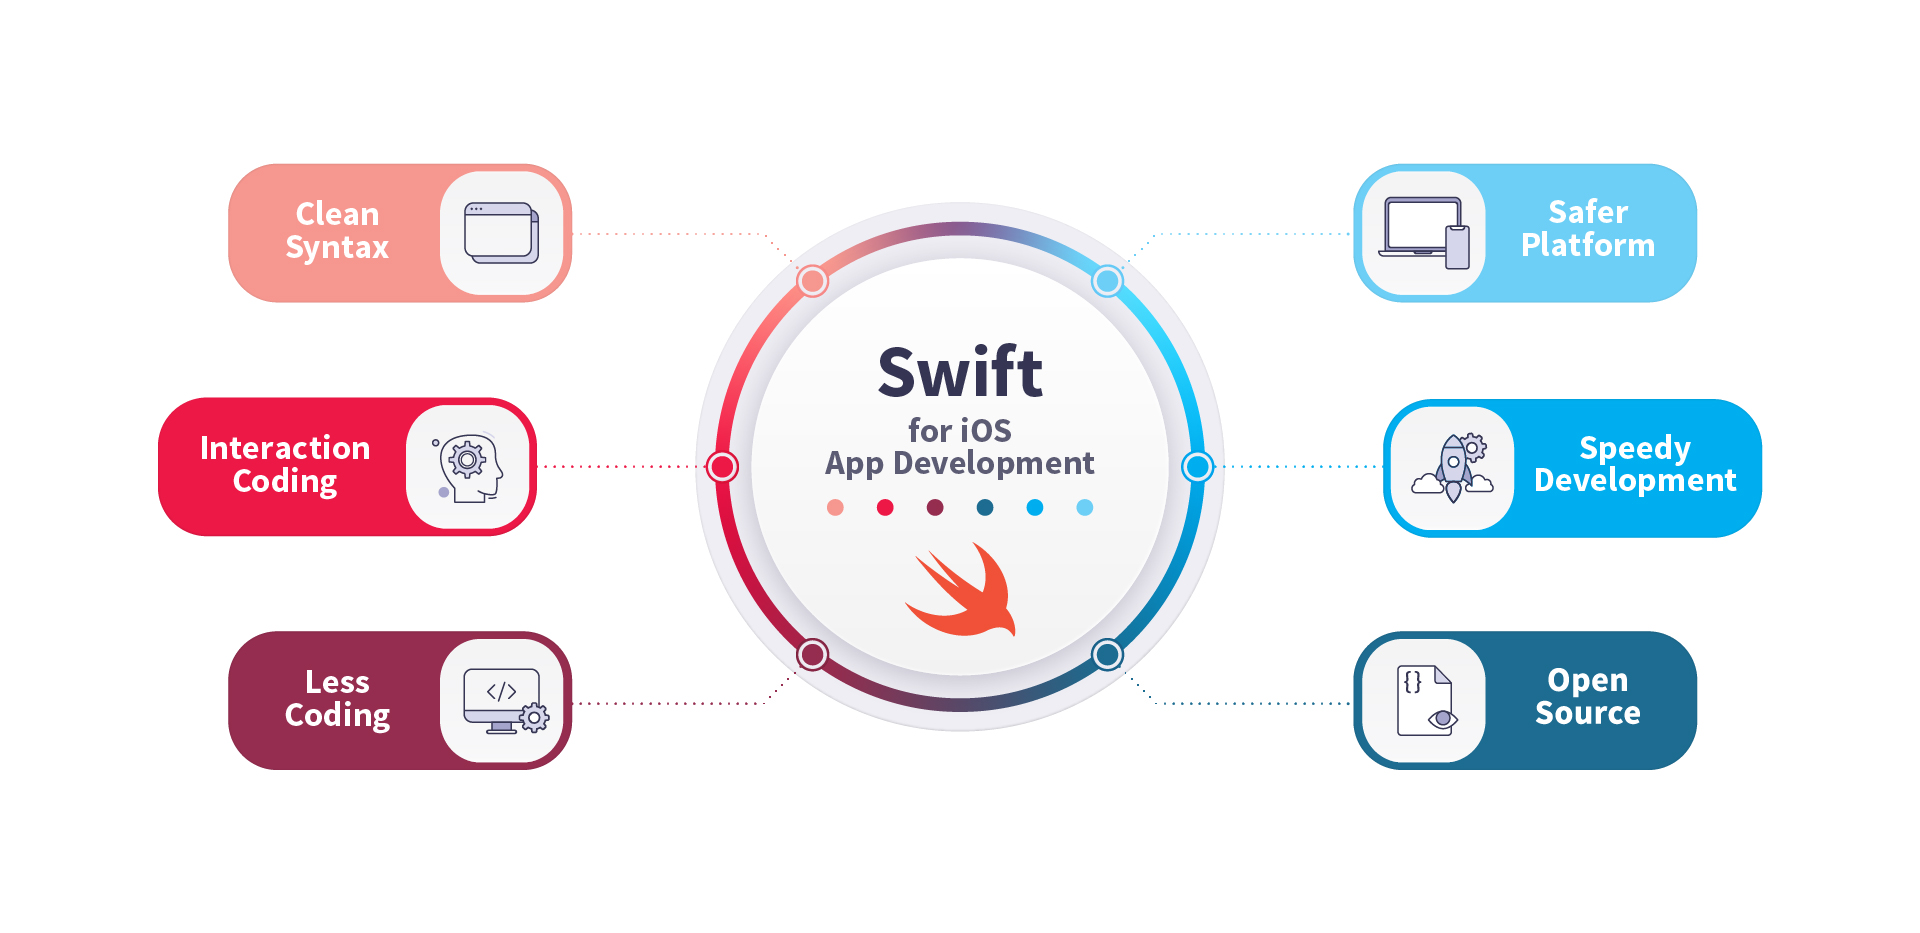 Clean
Syntax
Safer
Platform
Swift
for iOS
App Development
Interaction
Coding
Speedy
Development
Less
Coding
</>
Open
Source
{}